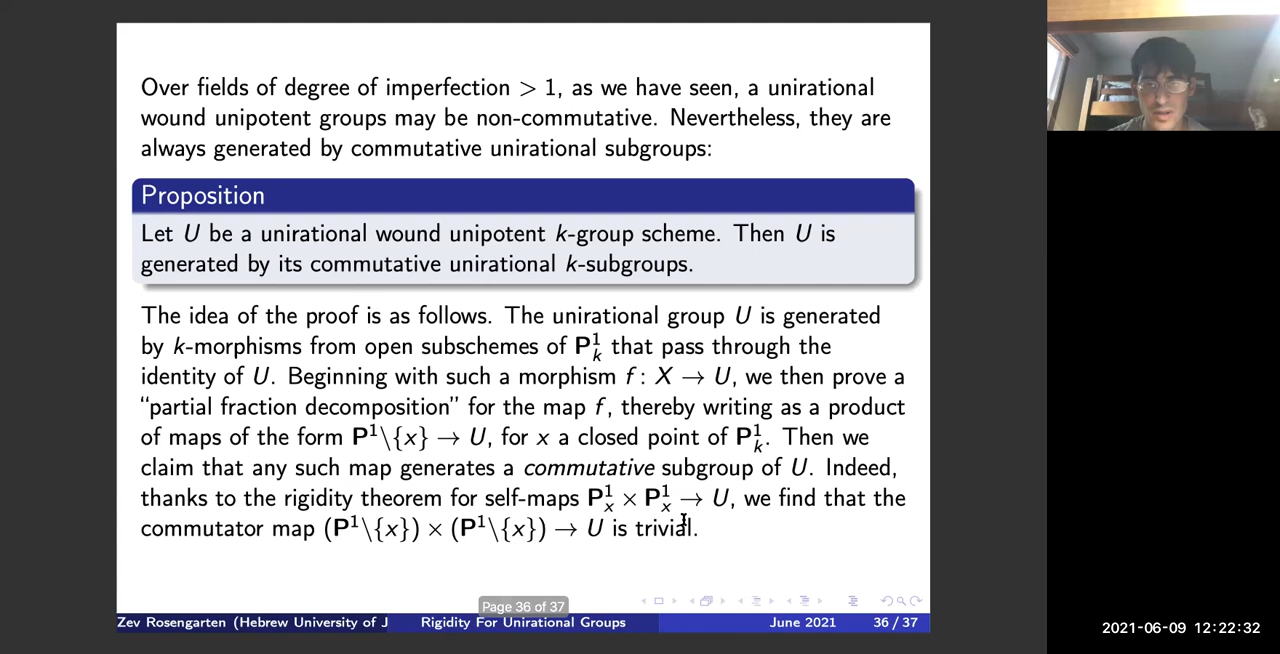 Over fields of degree of imperfection > 1, as we have seen, a unirational
wound unipotent groups may be non-commutative. Nevertheless, they are
always generated by commutative unirational subgroups:
Proposition
Let U be a unirational wound unipotent k-group scheme. Then U is
generated by its commutative unirational k-subgroups.
The idea of the proof is as follows. The unirational group U is generated
by k-morphisms from open subschemes of P^1_k that pass through the
identity of U. Beginning with such a morphism f: X → U, we then prove a
“partial fraction decomposition” for the map f, thereby writing as a product
of maps of the form P^1\{x} → U, for x a closed point of P^1_k. Then we
claim that any such map generates a commutative subgroup of U. Indeed,
thanks to the rigidity theorem for self-maps P^1_x × P^1_x → U, we find that the
commutator map (P^1\{x}) × (P^1\{x}) → U is trivial.
Page 36 of 37
Zev Rosengarten (Hebrew University of J
Rigidity For Unirational Groups
June 2021
36 / 37
2021-06-09 12:22:32